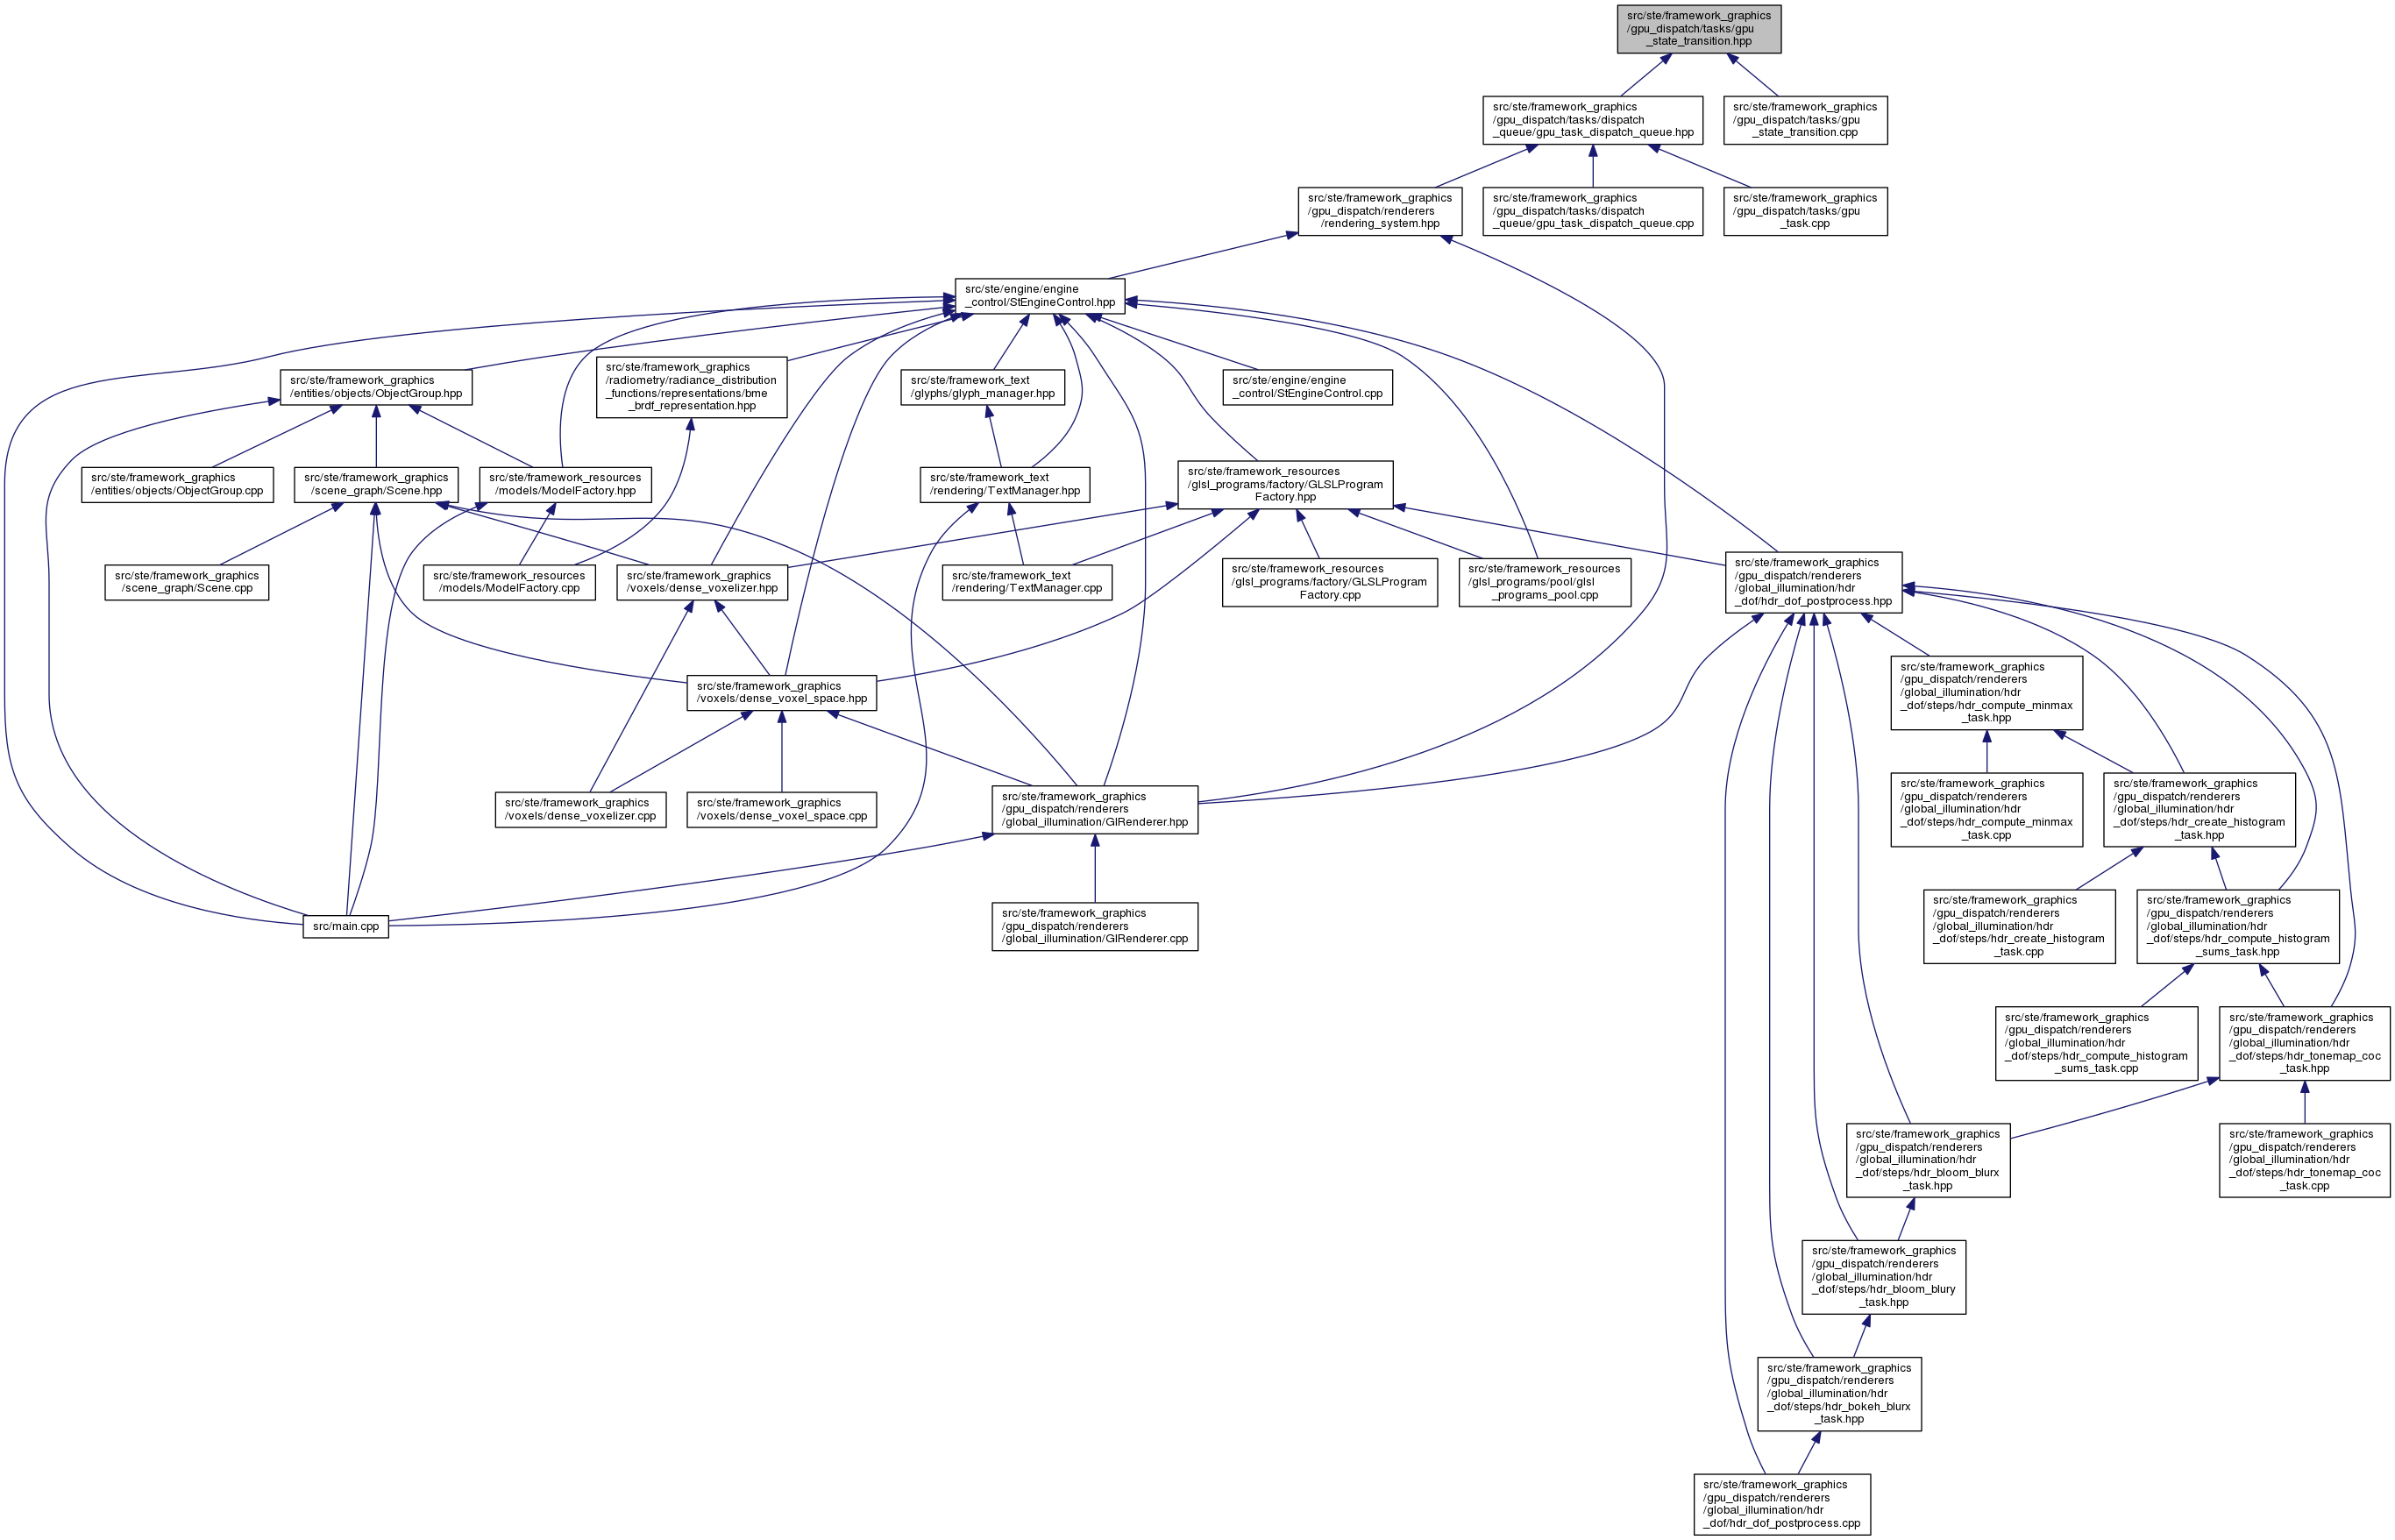 src/ste/framework_graphics
/gpu_dispatch/tasks/gpu
_state_transition.hpp
src/ste/framework_graphics
/gpu_dispatch/tasks/dispatch
_queue/gpu_task_dispatch_queue.hpp
src/ste/framework_graphics
/gpu_dispatch/tasks/gpu
_state_transition.cpp
src/ste/framework_graphics
/gpu_dispatch/renderers
/rendering_system.hpp
src/ste/framework_graphics
/gpu_dispatch/tasks/dispatch
_queue/gpu_task_dispatch_queue.cpp
src/ste/framework_graphics
/gpu_dispatch/tasks/gpu
_task.cpp
src/ste/engine/engine
_control/StEngineControl.hpp
src/ste/framework_graphics
/entities/objects/ObjectGroup.hpp
src/ste/framework_graphics
/radiometry/radiance_distribution
_functions/representations/bme
_brdf_representation.hpp
src/ste/framework_text
/glyphs/glyph_manager.hpp
src/ste/engine/engine
_control/StEngineControl.cpp
src/ste/framework_graphics
/entities/objects/ObjectGroup.cpp
src/ste/framework_graphics
/scene_graph/Scene.hpp
src/ste/framework_resources
/models/ModelFactory.hpp
src/ste/framework_text
/rendering/TextManager.hpp
src/ste/framework_resources
/glsl_programs/factory/GLSLProgram
Factory.hpp
src/ste/framework_graphics
/scene_graph/Scene.cpp
src/ste/framework_resources
/models/ModelFactory.cpp
src/ste/framework_graphics
/voxels/dense_voxelizer.hpp
src/ste/framework_text
/rendering/TextManager.cpp
src/ste/framework_resources
/glsl_programs/factory/GLSLProgram
Factory.cpp
src/ste/framework_resources
/glsl_programs/pool/glsl
_programs_pool.cpp
src/ste/framework_graphics
/gpu_dispatch/renderers
/global_illumination/hdr
_dof/hdr_dof_postprocess.hpp
src/ste/framework_graphics
/voxels/dense_voxel_space.hpp
src/ste/framework_graphics
/gpu_dispatch/renderers
/global_illumination/hdr
_dof/steps/hdr_compute_minmax
_task.hpp
src/ste/framework_graphics
/voxels/dense_voxelizer.cpp
src/ste/framework_graphics
/voxels/dense_voxel_space.cpp
src/ste/framework_graphics
/gpu_dispatch/renderers
/global_illumination/GIRenderer.hpp
src/ste/framework_graphics
/gpu_dispatch/renderers
/global_illumination/hdr
_dof/steps/hdr_compute_minmax
_task.cpp
src/ste/framework_graphics
/gpu_dispatch/renderers
/global_illumination/hdr
_dof/steps/hdr_create_histogram
_task.hpp
src/main.cpp
src/ste/framework_graphics
/gpu_dispatch/renderers
/global_illumination/GIRenderer.cpp
src/ste/framework_graphics
/gpu_dispatch/renderers
/global_illumination/hdr
_dof/steps/hdr_create_histogram
_task.cpp
src/ste/framework_graphics
/gpu_dispatch/renderers
/global_illumination/hdr
_dof/steps/hdr_compute_histogram
_sums_task.hpp
src/ste/framework_graphics
/gpu_dispatch/renderers
/global_illumination/hdr
_dof/steps/hdr_compute_histogram
_sums_task.cpp
src/ste/framework_graphics
/gpu_dispatch/renderers
/global_illumination/hdr
_dof/steps/hdr_tonemap_coc
_task.hpp
src/ste/framework_graphics
/gpu_dispatch/renderers
/global_illumination/hdr
_dof/steps/hdr_bloom_blurx
_task.hpp
src/ste/framework_graphics
/gpu_dispatch/renderers
/global_illumination/hdr
_dof/steps/hdr_tonemap_coc
_task.cpp
src/ste/framework_graphics
/gpu_dispatch/renderers
/global_illumination/hdr
_dof/steps/hdr_bloom_blury
_task.hpp
src/ste/framework_graphics
/gpu_dispatch/renderers
/global_illumination/hdr
_dof/steps/hdr_bokeh_blurx
_task.hpp
src/ste/framework_graphics
/gpu_dispatch/renderers
/global_illumination/hdr
_dof/hdr_dof_postprocess.cpp